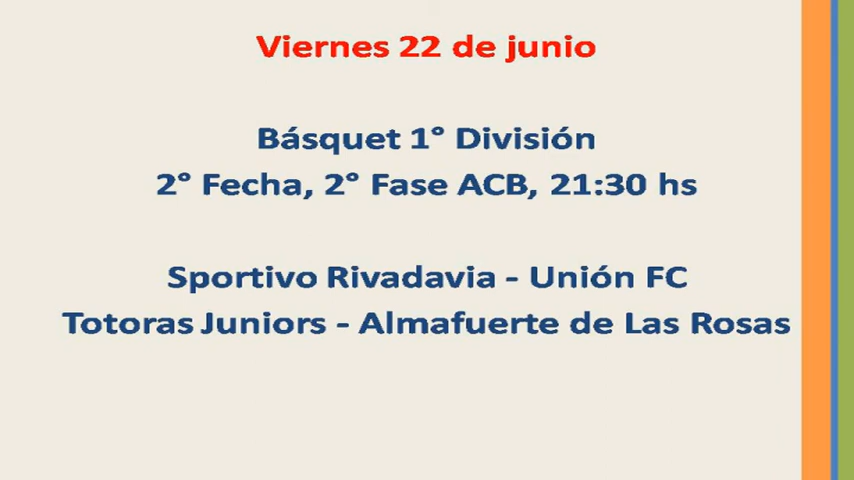 Viernes 22 de junio
Básquet 1° División
2° Fecha, 2° Fase ACB, 21:30 hs
Sportivo Rivadavia - Unión FC
Totoras Juniors - Almafuerte de Las Rosas